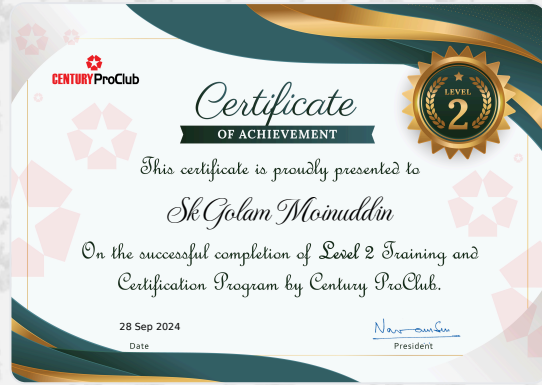 CENTURY ProClub
Certificate
OF ACHIEVEMENT
LEVEL
2
This certificate is proudly presented to
Sk Golam Moinuddin
On the successful completion of Level 2 Training and
Certification Program by Century ProClub.
28 Sep 2024
Date
President